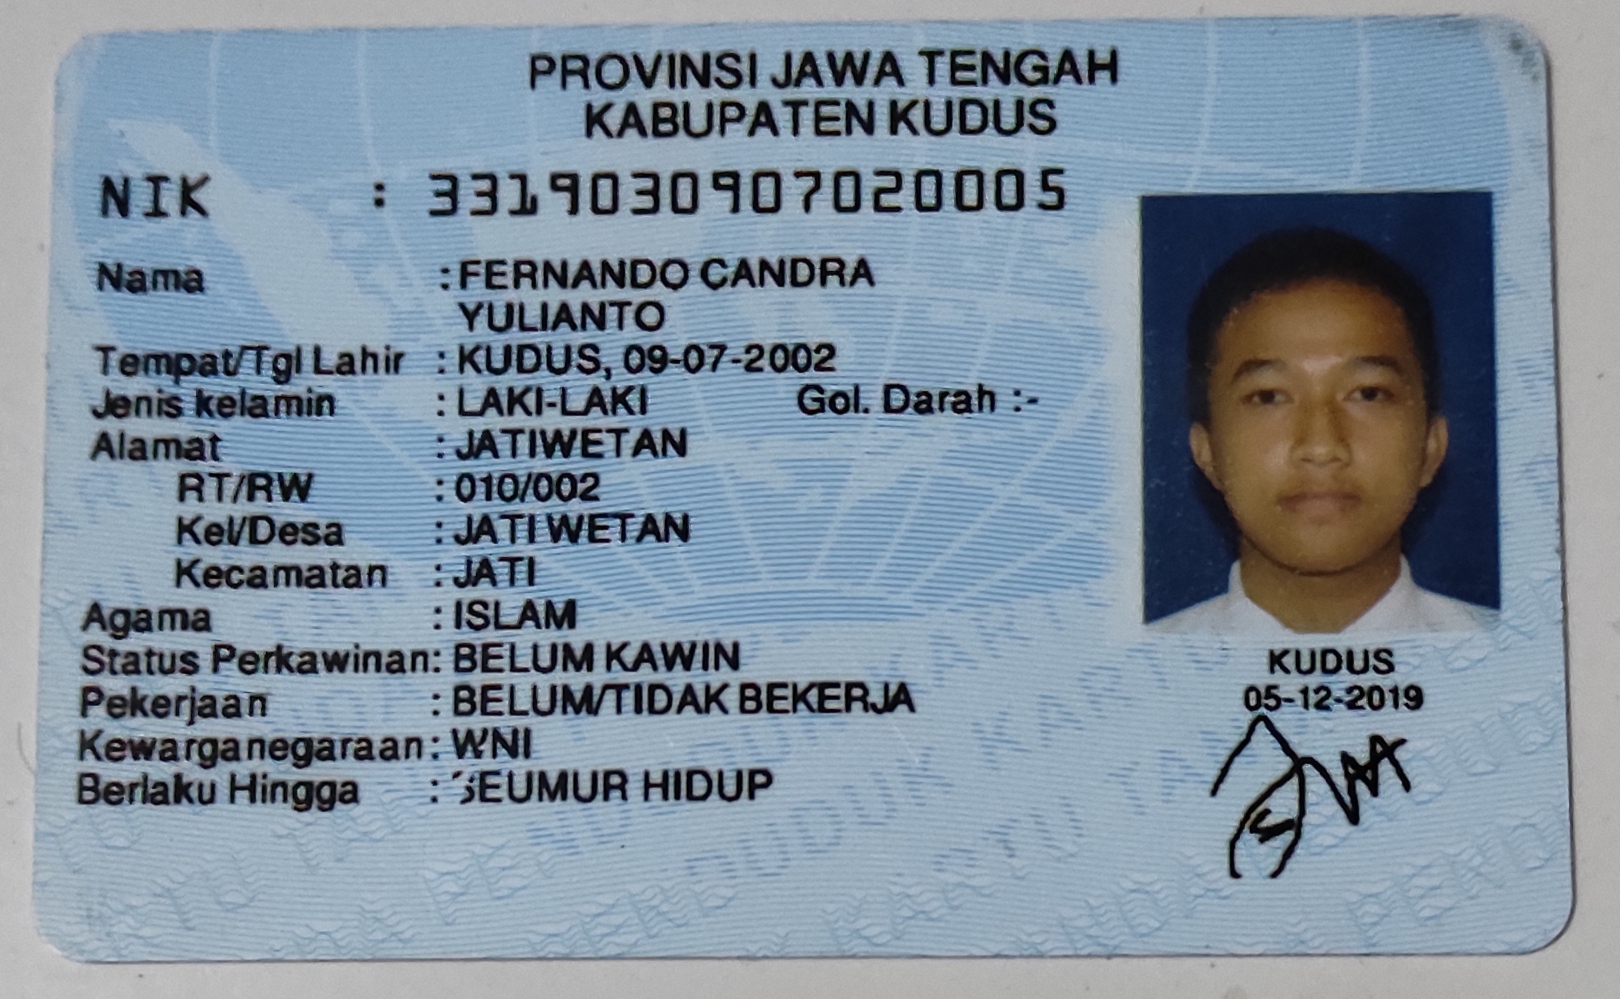 PROVINSI JAWA TENGAH
KABUPATEN KUDUS
NIK : 3319030907020005
Nama : FERNANDO CANDRA
YULIANTO
Tempat/Tgl Lahir : KUDUS, 09-07-2002
Jenis kelamin : LAKI-LAKI Gol. Darah :-
Alamat : JATIWETAN
RT/RW : 010/002
Kel/Desa : JATI WETAN
Kecamatan : JATI
Agama : ISLAM
Status Perkawinan: BELUM KAWIN
Pekerjaan : BELUM/TIDAK BEKERJA
Kewarganegaraan: WNI
Berlaku Hingga : SEUMUR HIDUP
KUDUS
05-12-2019